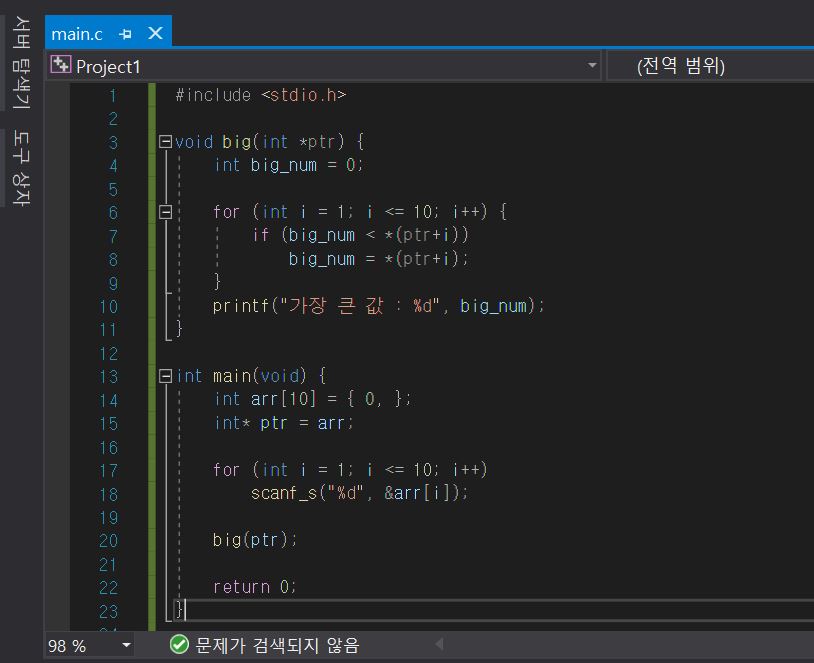 서버 탐색기
도구 상자
main.c
Project1
(전역 범위)
1 #include <stdio.h>
2
3 void big(int *ptr) {
4 int big_num = 0;
5
6 for (int i = 1; i <= 10; i++) {
7 if (big_num < *(ptr+i))
8 big_num = *(ptr+i);
9 }
10 printf("가장 큰 값 : %d", big_num);
11 }
12
13 int main(void) {
14 int arr[10] = { 0, };
15 int* ptr = arr;
16
17 for (int i = 1; i <= 10; i++)
18 scanf_s("%d", &arr[i]);
19
20 big(ptr);
21
22 return 0;
23 }
98 %
문제가 검색되지 않음